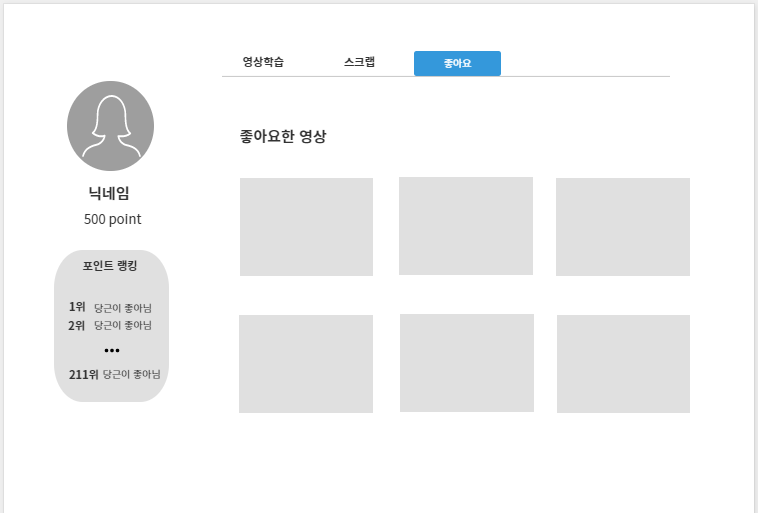 영상학습 스크랩 좋아요
닉네임
500 point
포인트 랭킹
1위 당근이 좋아님
2위 당근이 좋아님
•••
211위 당근이 좋아님
좋아요한 영상